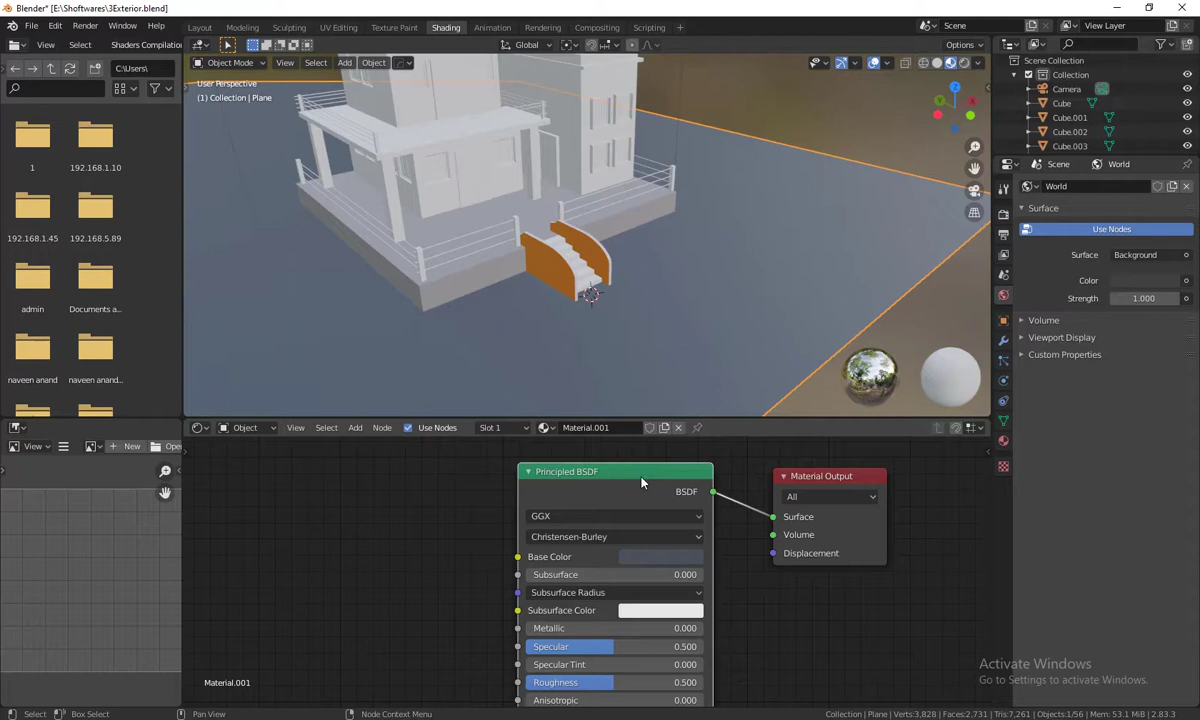 Blender* [E:\Shoftwares\3Exterior.blend]
File Edit Render Window Help Layout Modeling Sculpting UV Editing Texture Paint Shading Animation Rendering Compositing Scripting Scene View Layer
View Select Shaders Compilatio Global Options
C:\Users\
Object Mode View Select Add Object
User Perspective
(1) Collection | Plane
Scene Collection
Collection
Camera
Cube
Cube.001
Cube.002
Cube.003
Scene World
World
Surface
Use Nodes
Surface Background
Color
Strength 1.000
Volume
Viewport Display
Custom Properties
1
192.168.1.10
192.168.1.45
192.168.5.89
admin
Documents a...
naveen anand
naveen anand...
Z
Y
X
View New Ope
Object View Select Add Node Use Nodes Slot 1 Material.001
Principled BSDF
BSDF
GGX
Christensen-Burley
Base Color
Subsurface 0.000
Subsurface Radius
Subsurface Color
Metallic 0.000
Specular 0.500
Specular Tint 0.000
Roughness 0.500
Anisotropic 0.000
Material Output
All
Surface
Volume
Displacement
Material.001
Activate Windows
Go to Settings to activate Windows.
Select Box Select Pan View Node Context Menu Collection | Plane | Verts:3,828 | Faces:2,731 | Tris:7,261 | Objects:1/56 | Mem: 53.1 MiB | 2.83.3